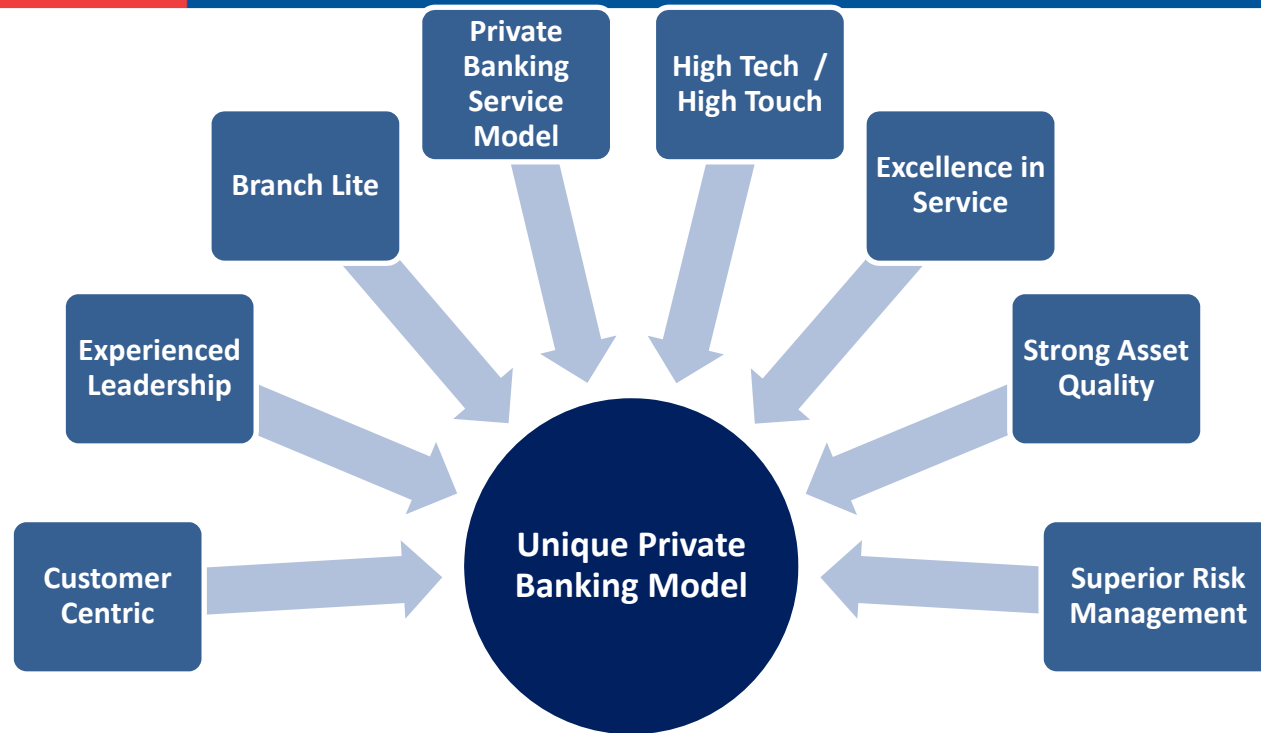 Private
Banking
Service
Model
High Tech /
High Touch
Branch Lite
Excellence in
Service
Experienced
Leadership
Strong Asset
Quality
Customer
Centric
Unique Private
Banking Model
Superior Risk
Management